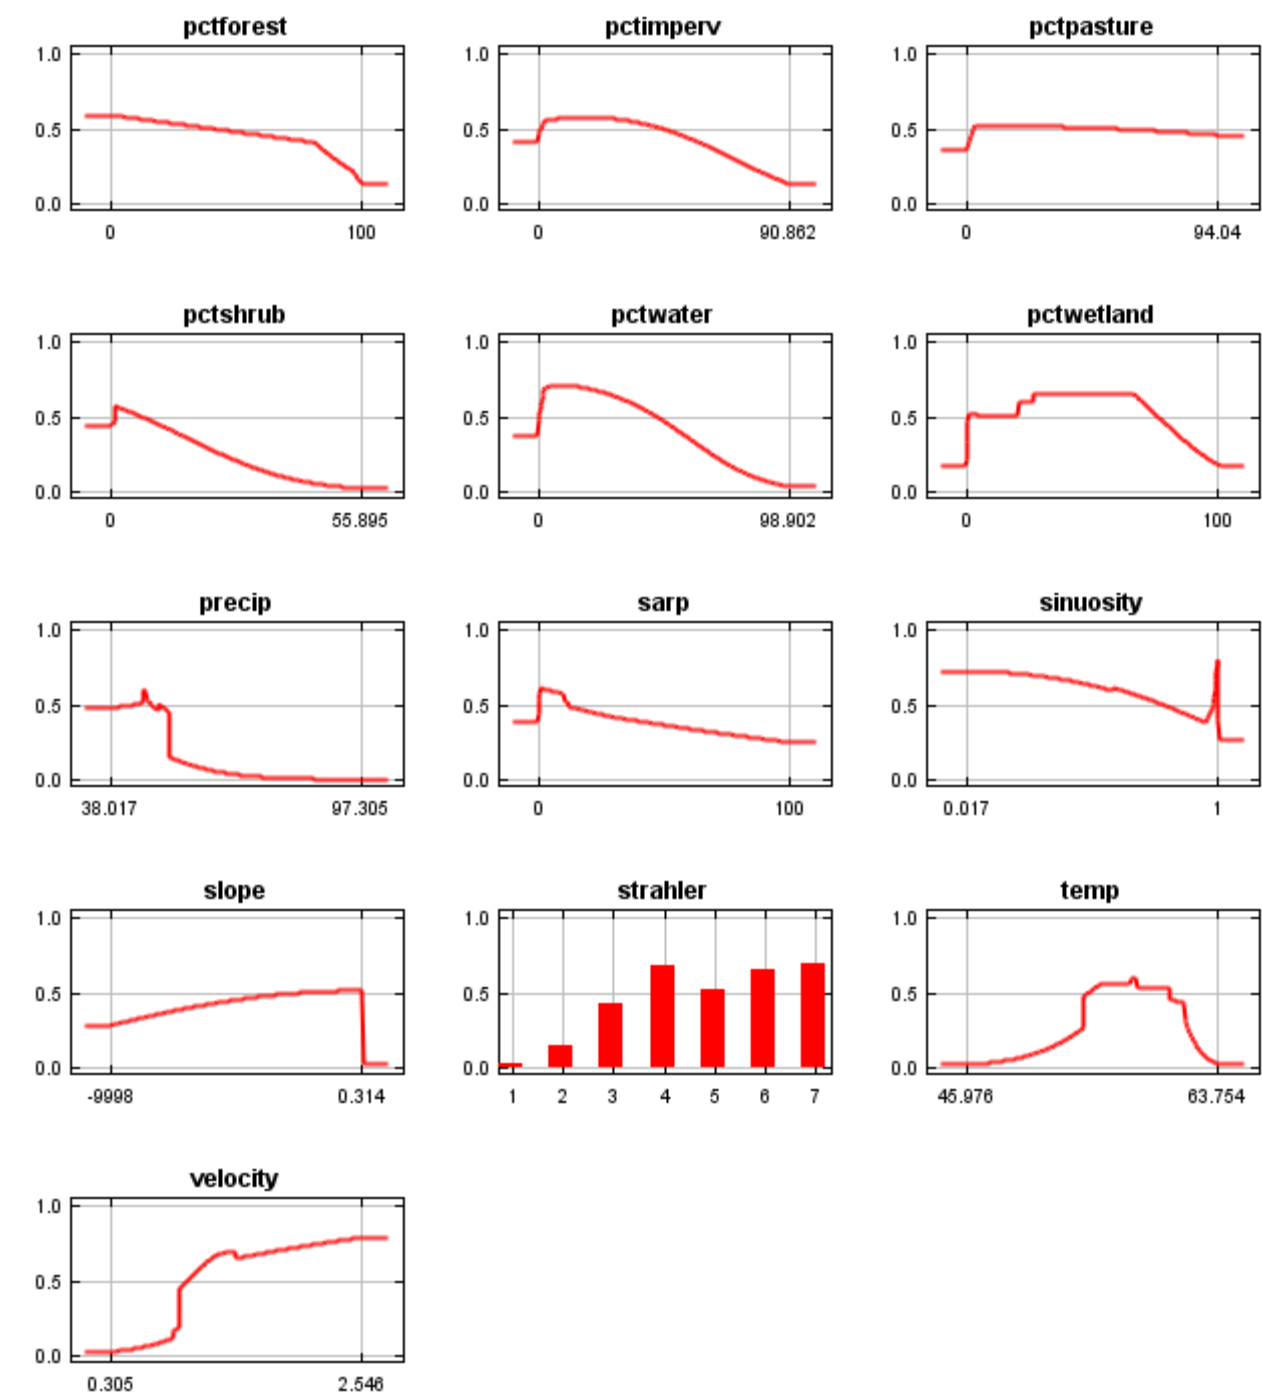 pctforest pctimperv pctpasture
1.0 1.0 1.0
0.5 0.5 0.5
0.0 0.0 0.0
0 100 0 90.862 0 94.04
pctshrub pctwater pctwetland
1.0 1.0 1.0
0.5 0.5 0.5
0.0 0.0 0.0
0 55.895 0 98.902 0 100
precip sarp sinuosity
1.0 1.0 1.0
0.5 0.5 0.5
0.0 0.0 0.0
38.017 97.305 0 100 0.017 1
slope strahler temp
1.0 1.0 1.0
0.5 0.5 0.5
0.0 0.0 0.0
-9998 0.314 1 2 3 4 5 6 7 45.976 63.754
velocity
1.0
0.5
0.0
0.305 2.546